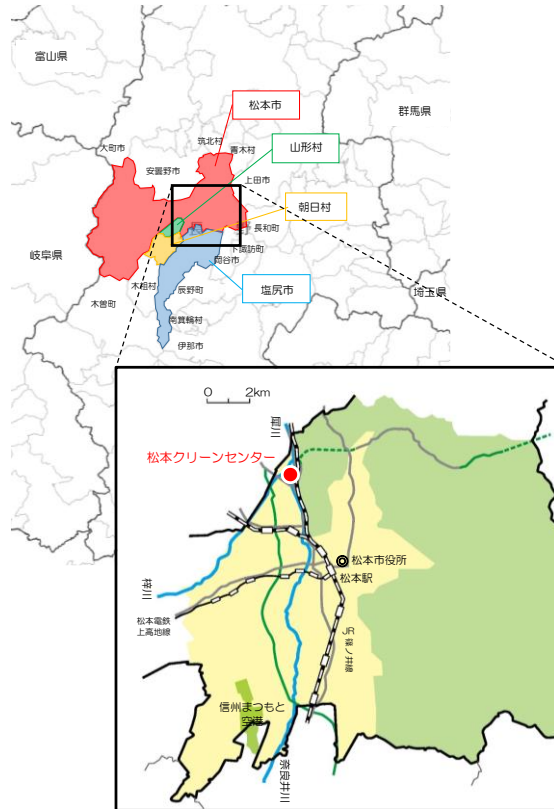 富山県
松本市
群馬県
筑北村
大町市
青木村
山形村
安曇野市
上田市
朝日村
長和町
下諏訪町
岐阜県
岡谷市
木祖村
辰野町
塩尻市
埼玉県
木曽町
南箕輪村
伊那市
0 2km
犀川
松本クリーンセンター
松本市役所
松本駅
梓川
松本電鉄
上高地線
JR篠ノ井線
信州まつもと
空港
奈良井川